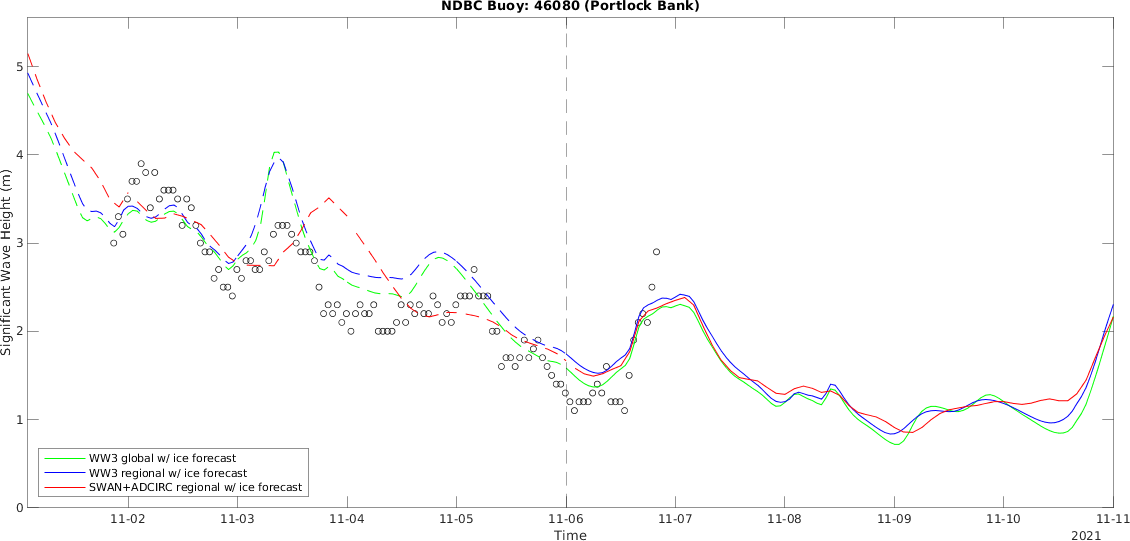 NDBC Buoy: 46080 (Portlock Bank)
Significant Wave Height (m)
5
4
3
2
1
0
WW3 global w/ ice forecast
WW3 regional w/ ice forecast
SWAN+ADCIRC regional w/ ice forecast
11-02 11-03 11-04 11-05 11-06 11-07 11-08 11-09 11-10 11-11
Time
2021